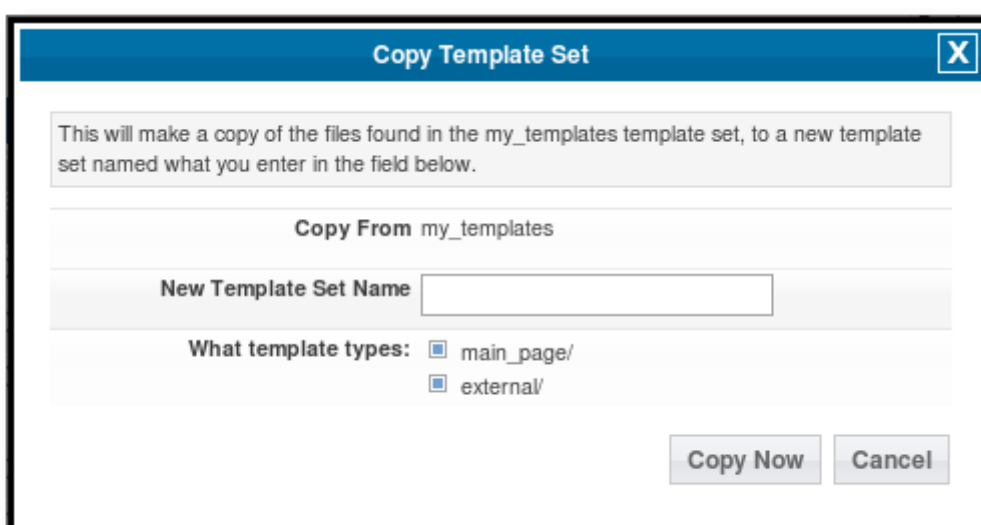 Copy Template Set X
This will make a copy of the files found in the my_templates template set, to a new template
set named what you enter in the field below.
Copy From my_templates
New Template Set Name
What template types: main_page/
external/
Copy Now Cancel